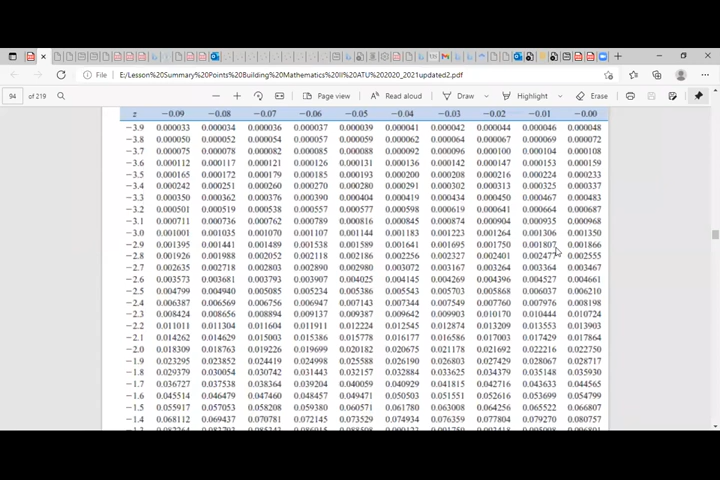 File | E:/Lesson%20Summary%20Points%20Building%20Mathematics%20II%20ATU%202020_2021updated2.pdf
94 of 219 Page view Read aloud Draw Highlight Erase
z −0.09 −0.08 −0.07 −0.06 −0.05 −0.04 −0.03 −0.02 −0.01 −0.00
−3.9 0.000033 0.000034 0.000036 0.000037 0.000039 0.000041 0.000042 0.000044 0.000046 0.000048
−3.8 0.000050 0.000052 0.000054 0.000057 0.000059 0.000062 0.000064 0.000067 0.000069 0.000072
−3.7 0.000075 0.000078 0.000082 0.000085 0.000088 0.000092 0.000096 0.000100 0.000104 0.000108
−3.6 0.000112 0.000117 0.000121 0.000126 0.000131 0.000136 0.000142 0.000147 0.000153 0.000159
−3.5 0.000165 0.000172 0.000179 0.000185 0.000193 0.000200 0.000208 0.000216 0.000224 0.000233
−3.4 0.000242 0.000251 0.000260 0.000270 0.000280 0.000291 0.000302 0.000313 0.000325 0.000337
−3.3 0.000350 0.000362 0.000376 0.000390 0.000404 0.000419 0.000434 0.000450 0.000467 0.000483
−3.2 0.000501 0.000519 0.000538 0.000557 0.000577 0.000598 0.000619 0.000641 0.000664 0.000687
−3.1 0.000711 0.000736 0.000762 0.000789 0.000816 0.000845 0.000874 0.000904 0.000935 0.000968
−3.0 0.001001 0.001035 0.001070 0.001107 0.001144 0.001183 0.001223 0.001264 0.001306 0.001350
−2.9 0.001395 0.001441 0.001489 0.001538 0.001589 0.001641 0.001695 0.001750 0.001807 0.001866
−2.8 0.001926 0.001988 0.002052 0.002118 0.002186 0.002256 0.002327 0.002401 0.002477 0.002555
−2.7 0.002635 0.002718 0.002803 0.002890 0.002980 0.003072 0.003167 0.003264 0.003364 0.003467
−2.6 0.003573 0.003681 0.003793 0.003907 0.004025 0.004145 0.004269 0.004396 0.004527 0.004661
−2.5 0.004799 0.004940 0.005085 0.005234 0.005386 0.005543 0.005703 0.005868 0.006037 0.006210
−2.4 0.006387 0.006569 0.006756 0.006947 0.007143 0.007344 0.007549 0.007760 0.007976 0.008198
−2.3 0.008424 0.008656 0.008894 0.009137 0.009387 0.009642 0.009903 0.010170 0.010444 0.010724
−2.2 0.011011 0.011304 0.011604 0.011911 0.012224 0.012545 0.012874 0.013209 0.013553 0.013903
−2.1 0.014262 0.014629 0.015003 0.015386 0.015778 0.016177 0.016586 0.017003 0.017429 0.017864
−2.0 0.018309 0.018763 0.019226 0.019699 0.020182 0.020675 0.021178 0.021692 0.022216 0.022750
−1.9 0.023295 0.023852 0.024419 0.024998 0.025588 0.026190 0.026803 0.027429 0.028067 0.028717
−1.8 0.029379 0.030054 0.030742 0.031443 0.032157 0.032884 0.033625 0.034379 0.035148 0.035930
−1.7 0.036727 0.037538 0.038364 0.039204 0.040059 0.040929 0.041815 0.042716 0.043633 0.044565
−1.6 0.045514 0.046479 0.047460 0.048457 0.049471 0.050503 0.051551 0.052616 0.053699 0.054799
−1.5 0.055917 0.057053 0.058208 0.059380 0.060571 0.061780 0.063008 0.064256 0.065522 0.066807
−1.4 0.068112 0.069437 0.070781 0.072145 0.073529 0.074934 0.076359 0.077804 0.079270 0.080757